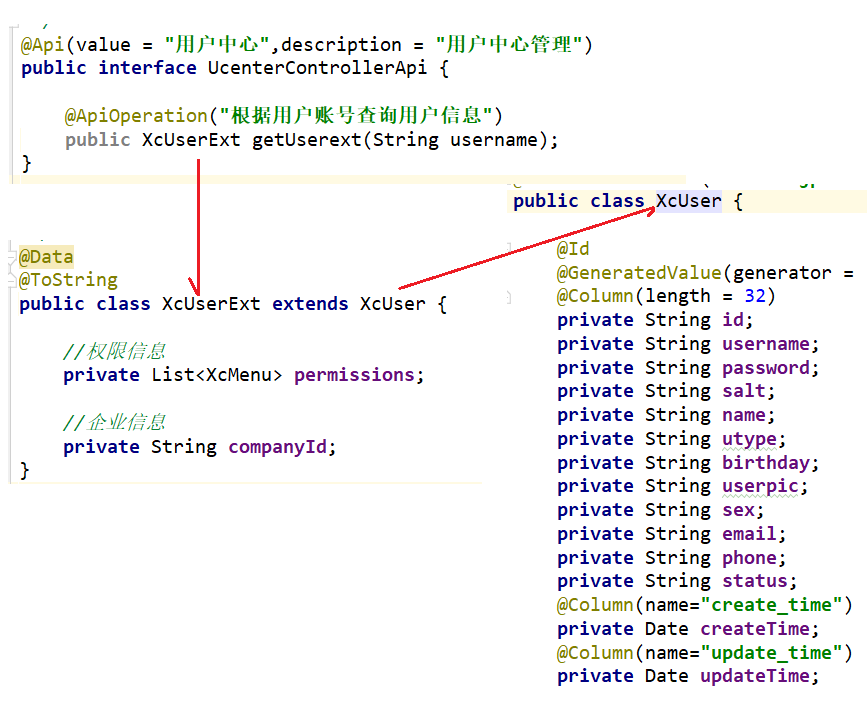 @Api(value = "用户中心",description = "用户中心管理")
public interface UcenterControllerApi {
@ApiOperation("根据用户账号查询用户信息")
public XcUserExt getUserext(String username);
}
@Data
@ToString
public class XcUserExt extends XcUser {
//权限信息
private List<XcMenu> permissions;
//企业信息
private String companyId;
}
public class XcUser {
@Id
@GeneratedValue(generator =
@Column(length = 32)
private String id;
private String username;
private String password;
private String salt;
private String name;
private String utype;
private String birthday;
private String userpic;
private String sex;
private String email;
private String phone;
private String status;
@Column(name="create_time")
private Date createTime;
@Column(name="update_time")
private Date updateTime;